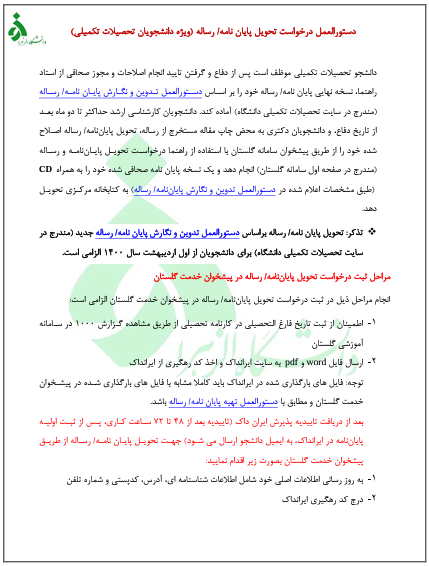 دستورالعمل درخواست تحویل پایان نامه/ رساله (ویژه دانشجویان تحصیلات تکمیلی)
دانشجو تحصیلات تکمیلی موظف است پس از دفاع و گرفتن تایید انجام اصلاحات و مجوز صحافی از استاد
راهنما، نسخه نهایی پایان نامه/ رساله خود را بر اساس دستورالعمل تدوین و نگارش پایان نامه/ رساله
(مندرج در سایت تحصیلات تکمیلی دانشگاه) آماده کند. دانشجویان کارشناسی ارشد حداکثر تا دو ماه بعد
از تاریخ دفاع، و دانشجویان دکتری به محض چاپ مقاله مستخرج از رساله، تحویل پایان‌نامه/ رساله اصلاح
شده خود را از طریق پیشخوان سامانه گلستان با استفاده از راهنما درخواست تحویل پایان‌نامه و رساله
(مندرج در صفحه اول سامانه گلستان) انجام دهد و یک نسخه پایان نامه صحافی شده خود را به همراه CD
(طبق مشخصات اعلام شده در دستورالعمل تدوین و نگارش پایان‌نامه/ رساله) به کتابخانه مرکزی تحویل
دهد.
❖ تذکر: تحویل پایان نامه/ رساله براساس دستورالعمل تدوین و نگارش پایان‌نامه/ رساله جدید (مندرج در
سایت تحصیلات تکمیلی دانشگاه) برای دانشجویان از اول اردیبهشت سال ۱۴۰۰ الزامی است.
مراحل ثبت درخواست تحویل پایان‌نامه/ رساله در پیشخوان خدمت گلستان
انجام مراحل ذیل در ثبت درخواست تحویل پایان‌نامه/ رساله در پیشخوان خدمت گلستان الزامی است:
۱- اطمینان از ثبت تاریخ فارغ التحصیلی در کارنامه تحصیلی از طریق مشاهده گزارش ۱۰۰۰ در سامانه
آموزشی گلستان
۲- ارسال فایل word و pdf به سایت ایرانداک و اخذ کد رهگیری از ایرانداک
توجه: فایل های بارگذاری شده در ایرانداک باید کاملا مشابه با فایل های بارگذاری شده در پیشخوان
خدمت گلستان و مطابق با دستورالعمل تهیه پایان نامه/ رساله باشد.
بعد از دریافت تاییدیه پذیرش ایران داک (تاییدیه بعد از ۴۸ تا ۷۲ ساعت کاری، پس از ثبت اولیه
پایان‌نامه در ایرانداک، به ایمیل دانشجو ارسال می شود) جهت تحویل پایان نامه/ رساله از طریق
پیشخوان خدمت گلستان بصورت زیر اقدام نمایید:
۱- به روز رسانی اطلاعات اصلی خود شامل اطلاعات شناسنامه ای، آدرس، کدپستی و شماره تلفن
۲- درج کد رهگیری ایرانداک
دانشگاه الزهرا